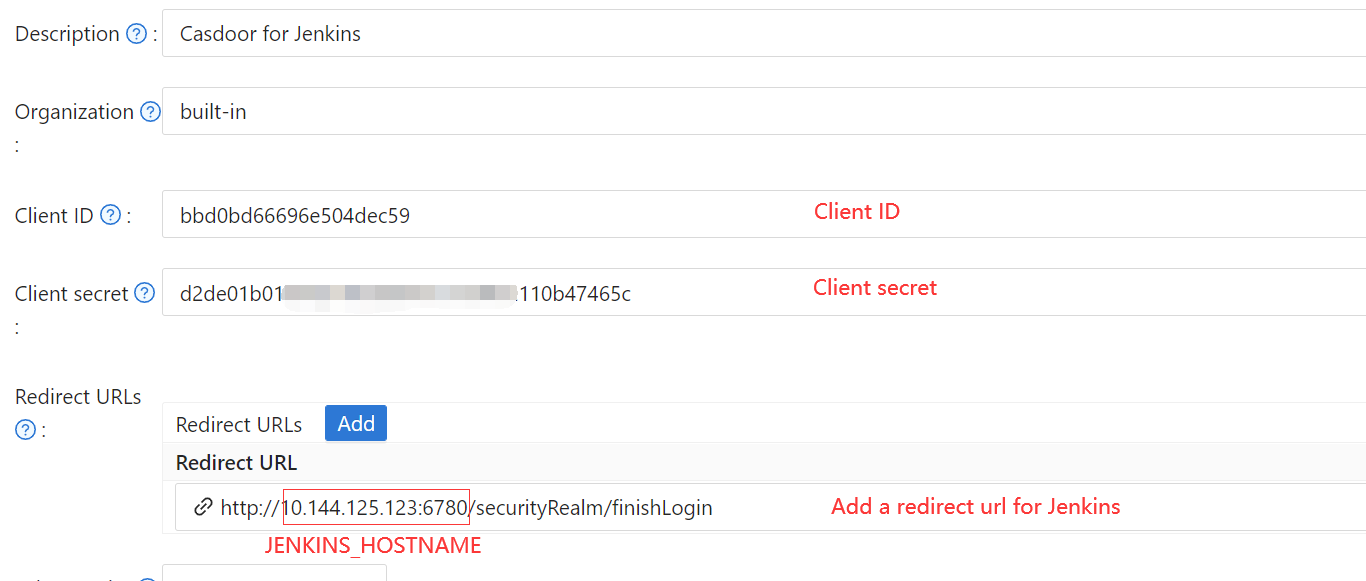 Description ? : Casdoor for Jenkins
Organization ? built-in
:
Client ID ? : bbd0bd66696e504dec59 Client ID
Client secret ? d2de01b01 110b47465c Client secret
:
Redirect URLs
? :
Redirect URLs Add
Redirect URL
http://10.144.125.123:6780/securityRealm/finishLogin Add a redirect url for Jenkins
JENKINS_HOSTNAME